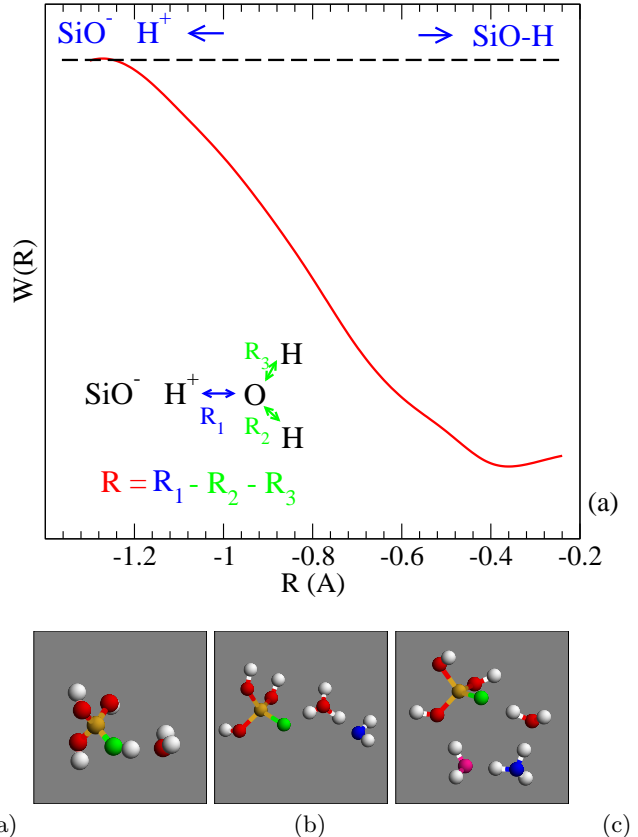 SiO⁻ H⁺ ← → SiO-H
W(R)
R₃ H
SiO⁻ H⁺ ↔ O
R₁ R₂ H
R = R₁ - R₂ - R₃
(a)
-1.2 -1 -0.8 -0.6 -0.4 -0.2
R (A)
a) (b) (c)